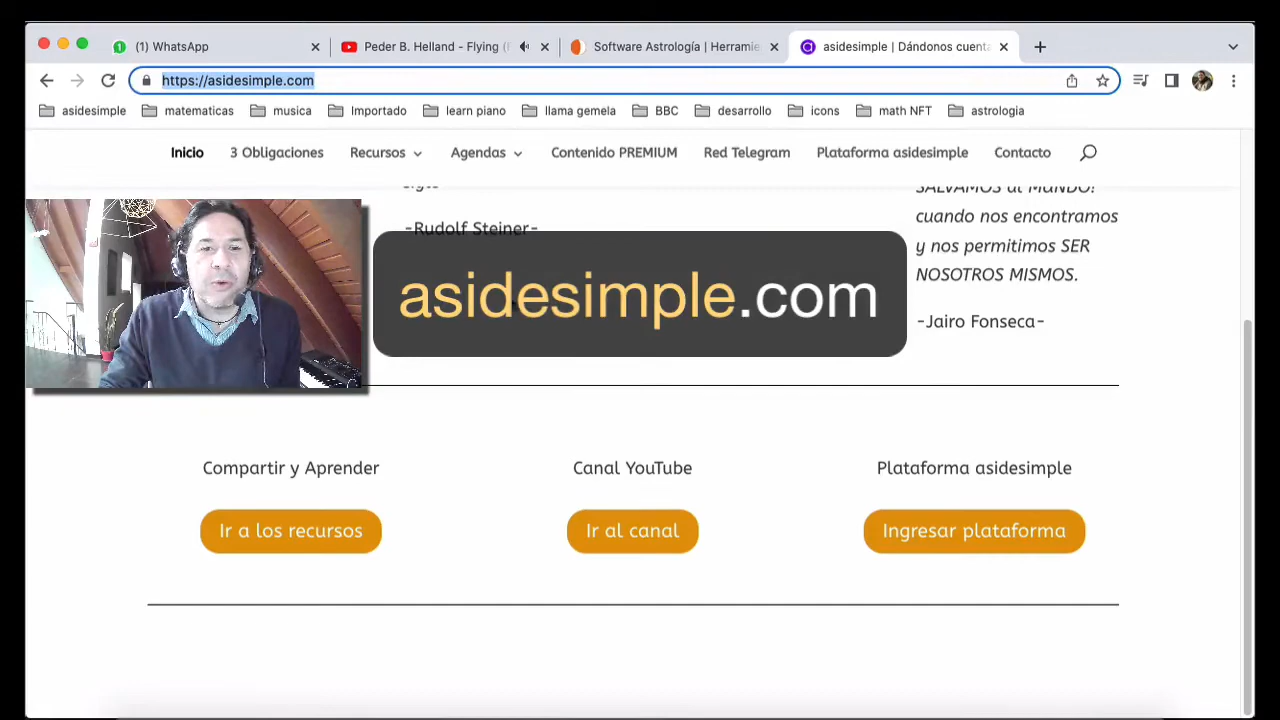 (1) WhatsApp
Peder B. Helland - Flying (
Software Astrología | Herramie
asidesimple | Dándonos cuenta
https://asidesimple.com
asidesimple
matematicas
musica
Importado
learn piano
llama gemela
BBC
desarrollo
icons
math NFT
astrologia
Inicio
3 Obligaciones
Recursos
Agendas
Contenido PREMIUM
Red Telegram
Plataforma asidesimple
Contacto
-Rudolf Steiner-
SALVAMOS al MUNDO!
cuando nos encontramos
y nos permitimos SER
NOSOTROS MISMOS.
-Jairo Fonseca-
asidesimple.com
Compartir y Aprender
Canal YouTube
Plataforma asidesimple
Ir a los recursos
Ir al canal
Ingresar plataforma